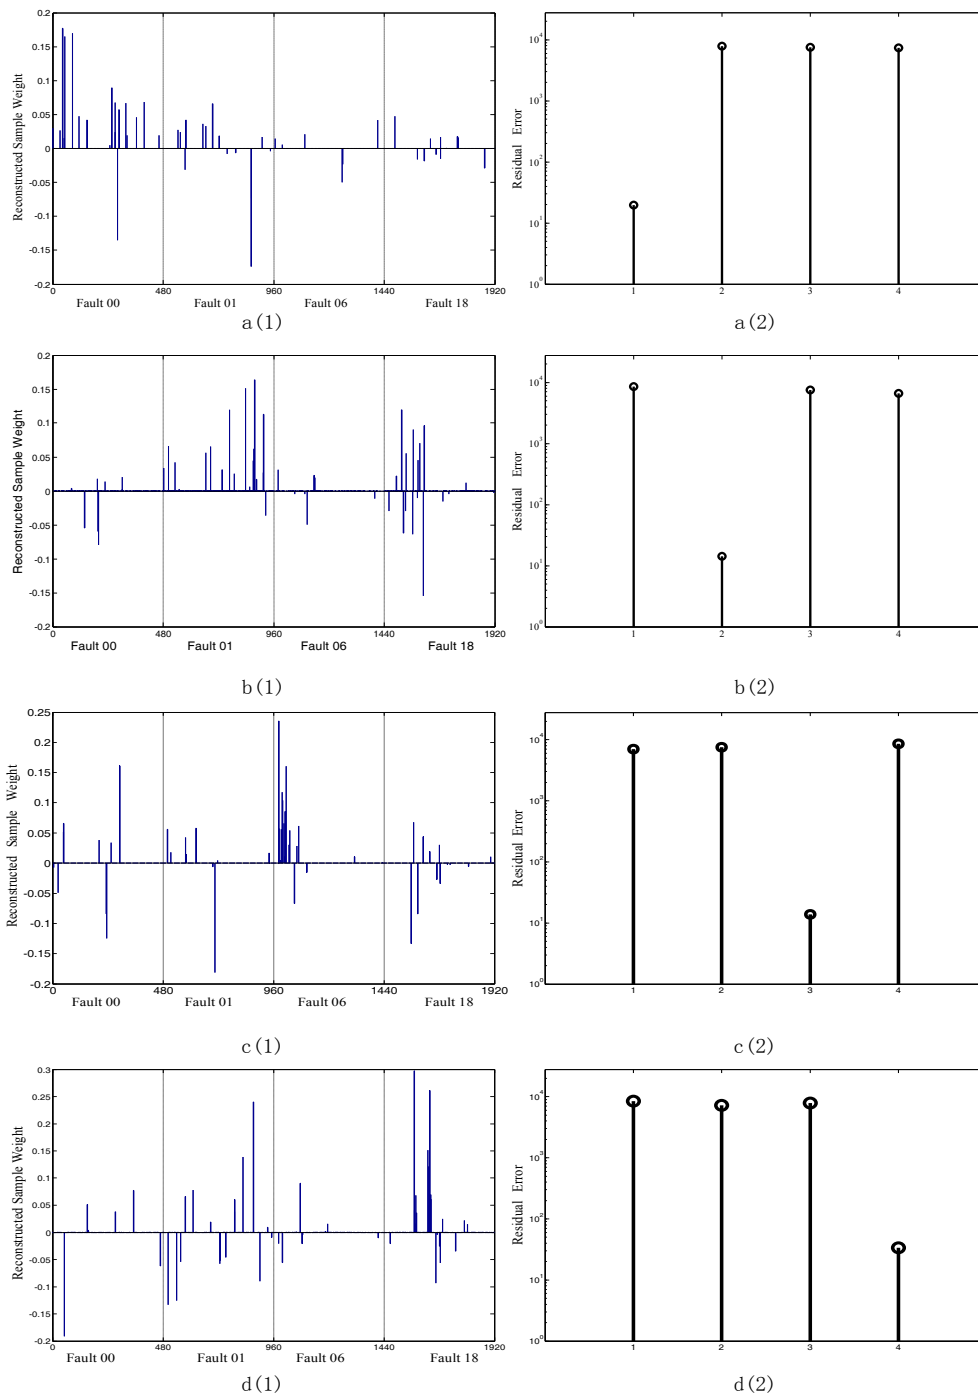 Reconstructed Sample Weight
0.2
0.15
0.1
0.05
0
-0.05
-0.1
-0.15
-0.2
0 480 960 1440 1920
Fault 00 Fault 01 Fault 06 Fault 18
a(1)
Residual Error
10^4
10^3
10^2
10^1
10^0
1 2 3 4
a(2)
Reconstructed Sample Weight
0.2
0.15
0.1
0.05
0
-0.05
-0.1
-0.15
-0.2
0 480 960 1440 1920
Fault 00 Fault 01 Fault 06 Fault 18
b(1)
Residual Error
10^4
10^3
10^2
10^1
10^0
1 2 3 4
b(2)
Reconstructed Sample Weight
0.25
0.2
0.15
0.1
0.05
0
-0.05
-0.1
-0.15
-0.2
0 480 960 1440 1920
Fault 00 Fault 01 Fault 06 Fault 18
c(1)
Residual Error
10^4
10^3
10^2
10^1
10^0
1 2 3 4
c(2)
Reconstructed Sample Weight
0.3
0.25
0.2
0.15
0.1
0.05
0
-0.05
-0.1
-0.15
-0.2
0 480 960 1440 1920
Fault 00 Fault 01 Fault 06 Fault 18
d(1)
Residual Error
10^4
10^3
10^2
10^1
10^0
1 2 3 4
d(2)